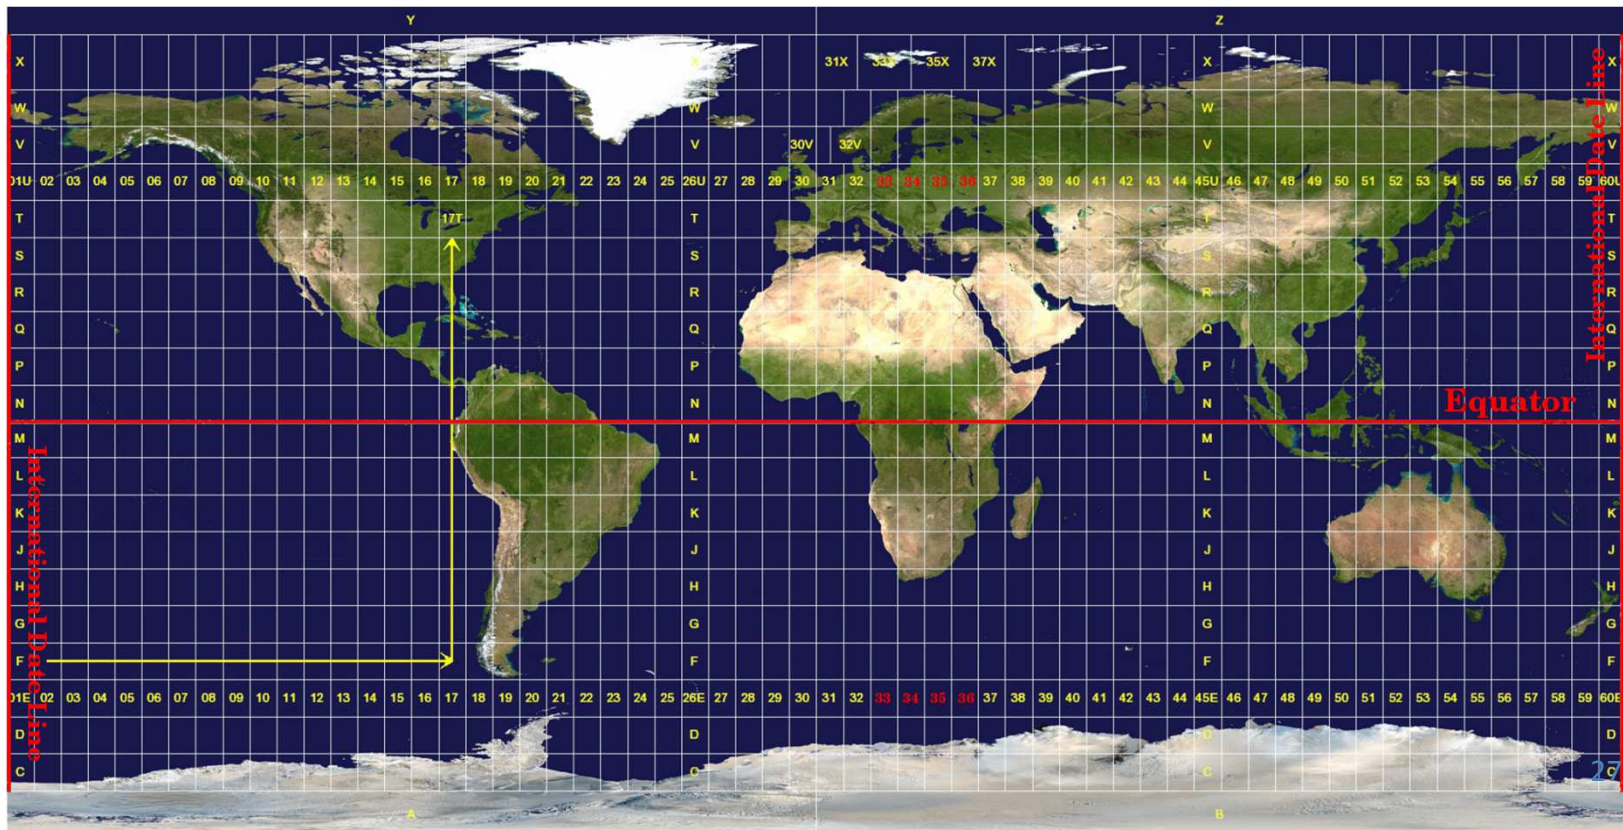 Y Z
X X 31X 33X 35X 37X X X
W W W W
V V 30V 32V V V
01U 02 03 04 05 06 07 08 09 10 11 12 13 14 15 16 17 18 19 20 21 22 23 24 25 26U 27 28 29 30 31 32 33 34 35 36 37 38 39 40 41 42 43 44 45U 46 47 48 49 50 51 52 53 54 55 56 57 58 59 60U
T 17T T T T
S S S S
R R R R
Q Q Q Q
P P P P
International Date Line
N N N N
Equator
M M M M
L L L L
K K K K
J J J J
H H H H
G G G G
F F F F
01E 02 03 04 05 06 07 08 09 10 11 12 13 14 15 16 17 18 19 20 21 22 23 24 25 26E 27 28 29 30 31 32 33 34 35 36 37 38 39 40 41 42 43 44 45E 46 47 48 49 50 51 52 53 54 55 56 57 58 59 60E
International Date Line
D D D D
C C C C
27
A B